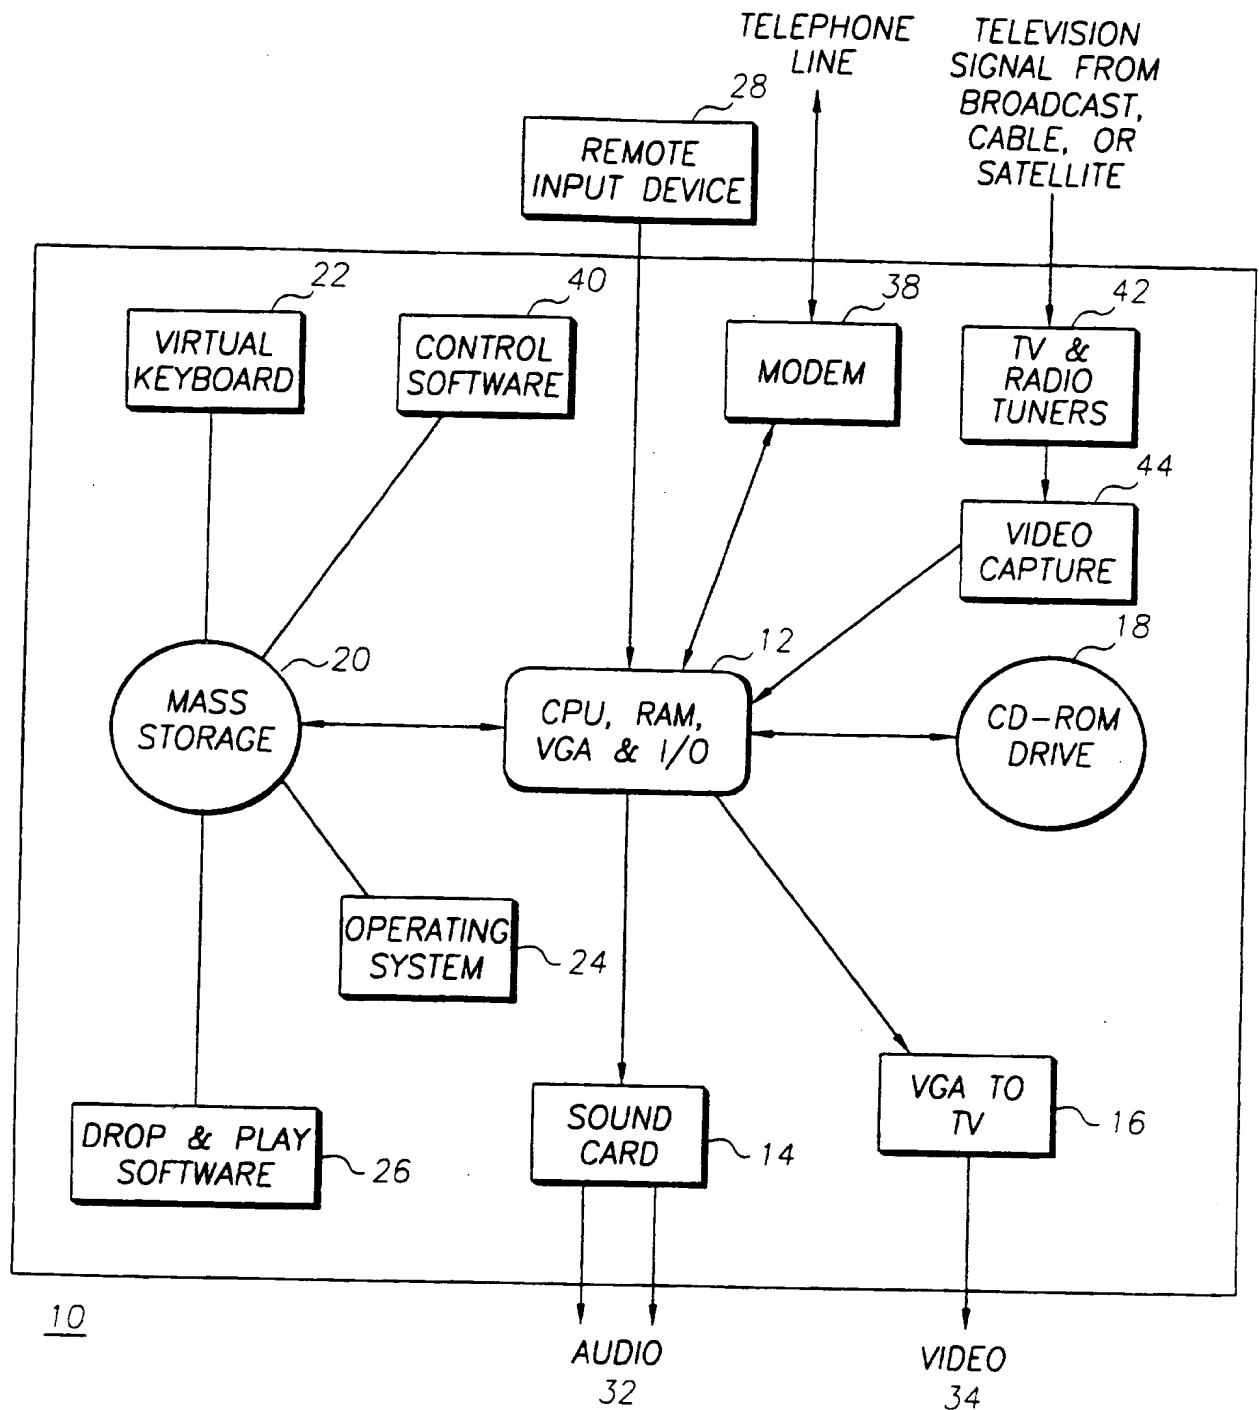 TELEPHONE
LINE
TELEVISION
SIGNAL FROM
BROADCAST,
CABLE, OR
SATELLITE
28
REMOTE
INPUT DEVICE
22
VIRTUAL
KEYBOARD
40
CONTROL
SOFTWARE
38
MODEM
42
TV &
RADIO
TUNERS
44
VIDEO
CAPTURE
20
MASS
STORAGE
12
CPU, RAM,
VGA & I/O
18
CD-ROM
DRIVE
OPERATING
SYSTEM
24
DROP & PLAY
SOFTWARE
26
SOUND
CARD
14
VGA TO
TV
16
10
AUDIO
32
VIDEO
34